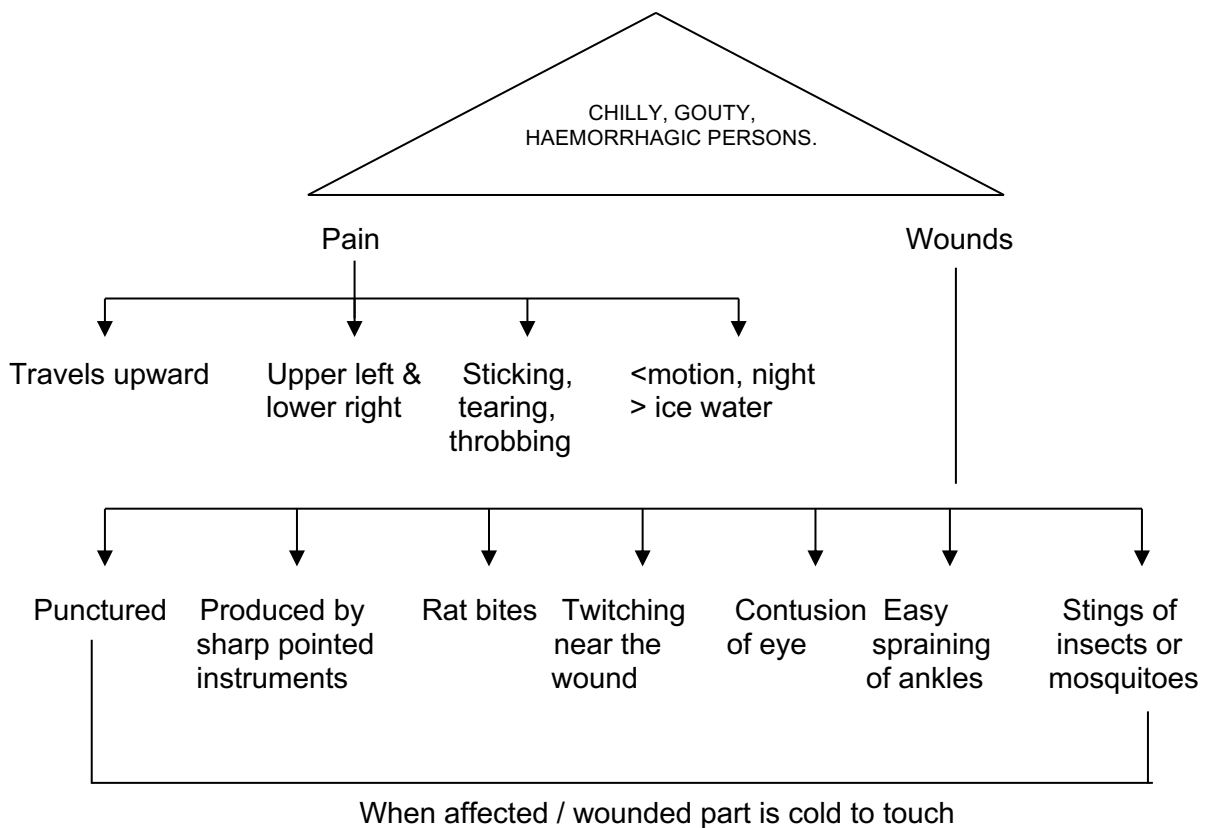 CHILLY, GOUTY,
HAEMORRHAGIC PERSONS.
Pain
Wounds
Travels upward
Upper left &
lower right
Sticking,
tearing,
throbbing
<motion, night
> ice water
Punctured
Produced by
sharp pointed
instruments
Rat bites
Twitching
near the
wound
Contusion
of eye
Easy
spraining
of ankles
Stings of
insects or
mosquitoes
When affected / wounded part is cold to touch